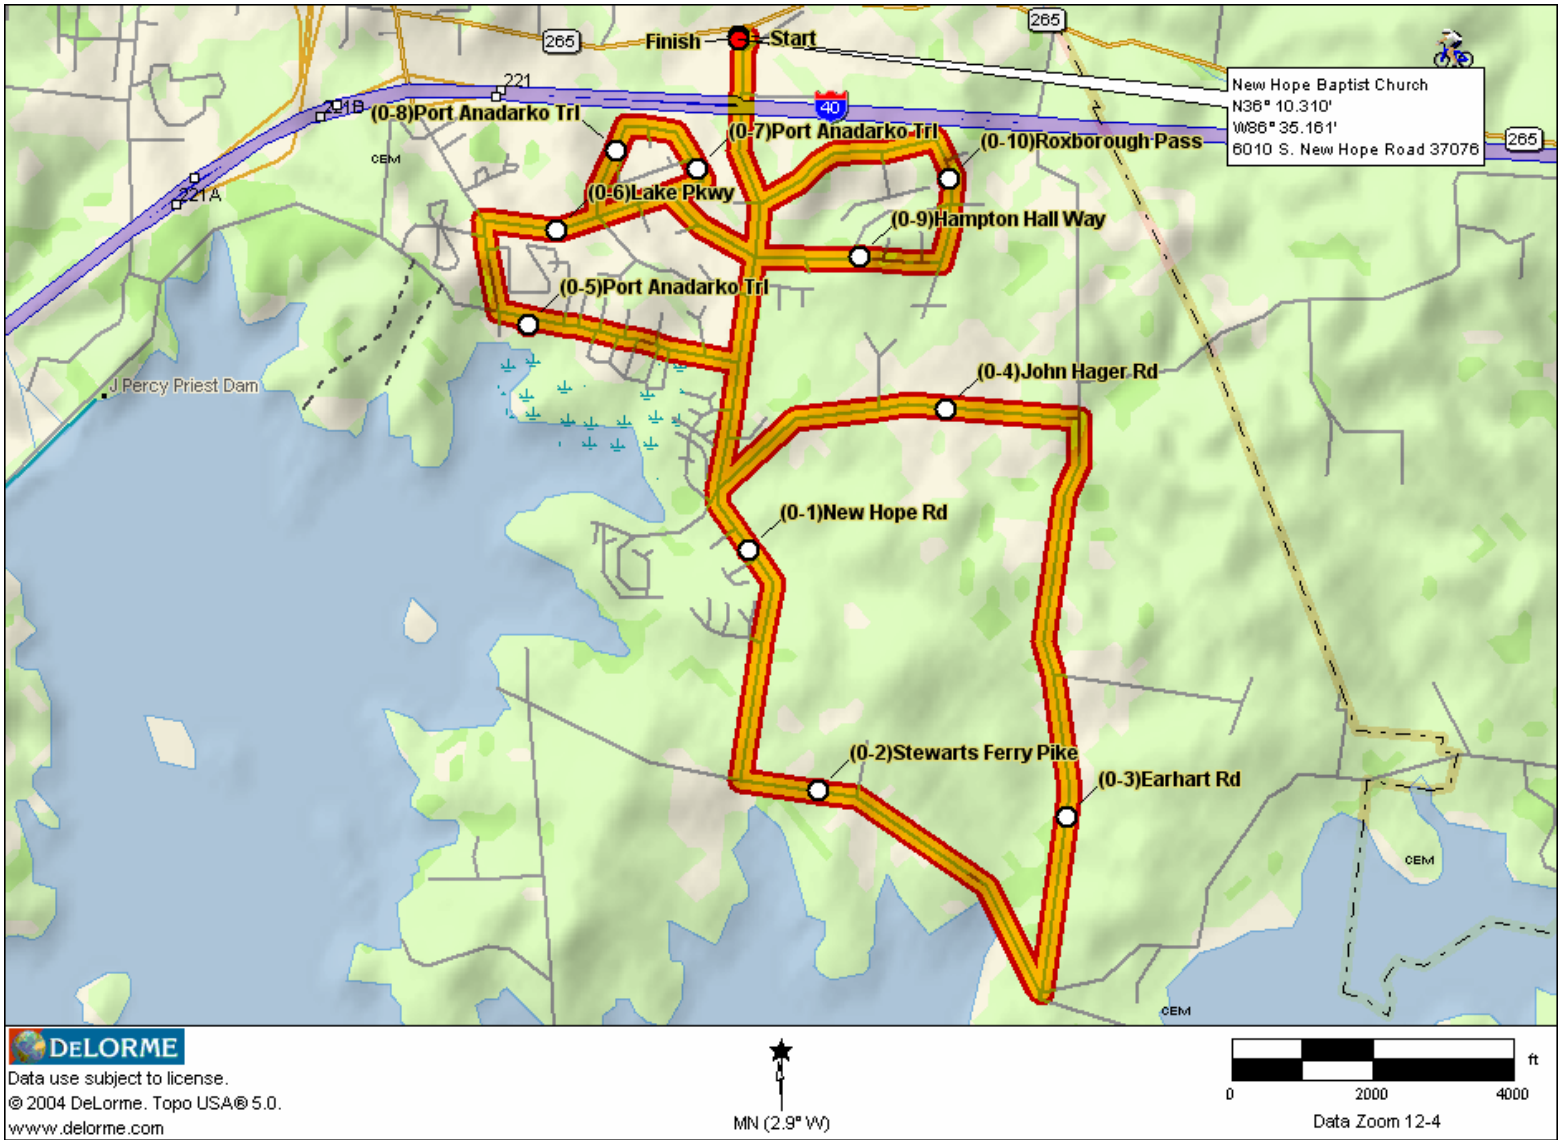 265
265
Finish
Start
New Hope Baptist Church
N36° 10.310'
W86° 35.161'
6010 S. New Hope Road 37076
221
221B
40
265
(0-8)Port Anadarko Trl
(0-7)Port Anadarko Trl
(0-10)Roxborough Pass
CEM
221A
(0-6)Lake Pkwy
(0-9)Hampton Hall Way
(0-5)Port Anadarko Trl
J Percy Priest Dam
(0-4)John Hager Rd
(0-1)New Hope Rd
(0-2)Stewarts Ferry Pike
(0-3)Earhart Rd
CEM
CEM
DELORME
Data use subject to license.
© 2004 DeLorme. Topo USA® 5.0.
www.delorme.com
MN (2.9° W)
ft
0 2000 4000
Data Zoom 12-4